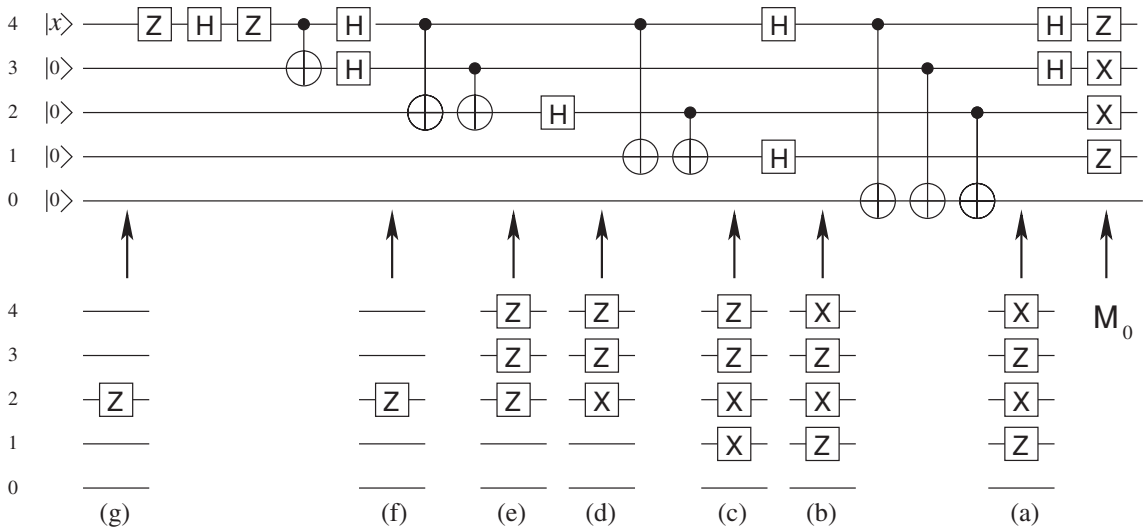 4 |x⟩ Z H Z H H H Z
3 |0⟩ H H X
2 |0⟩ H X
1 |0⟩ H Z
0 |0⟩
4 Z Z Z X X M₀
3 Z Z Z Z Z
2 Z Z Z X X X X
1 X Z Z
0
(g) (f) (e) (d) (c) (b) (a)